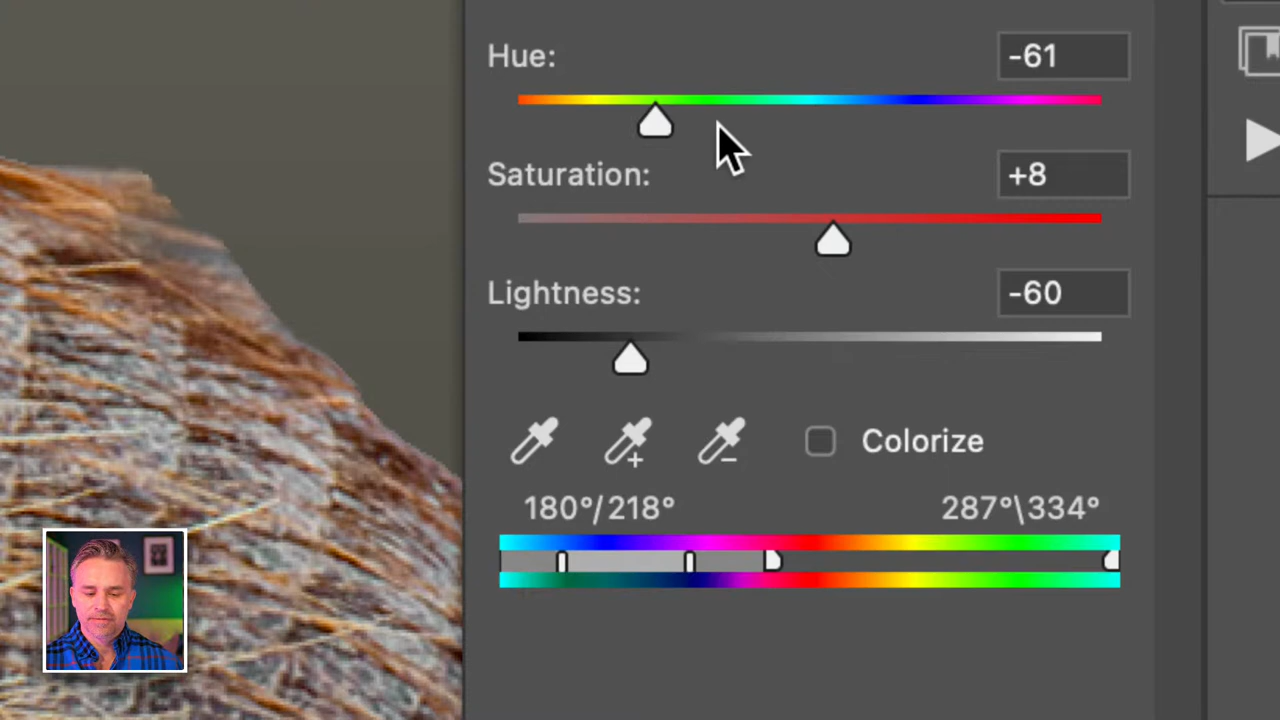 Hue:
-61
Saturation:
+8
Lightness:
-60
Colorize
180°/218°
287°\334°